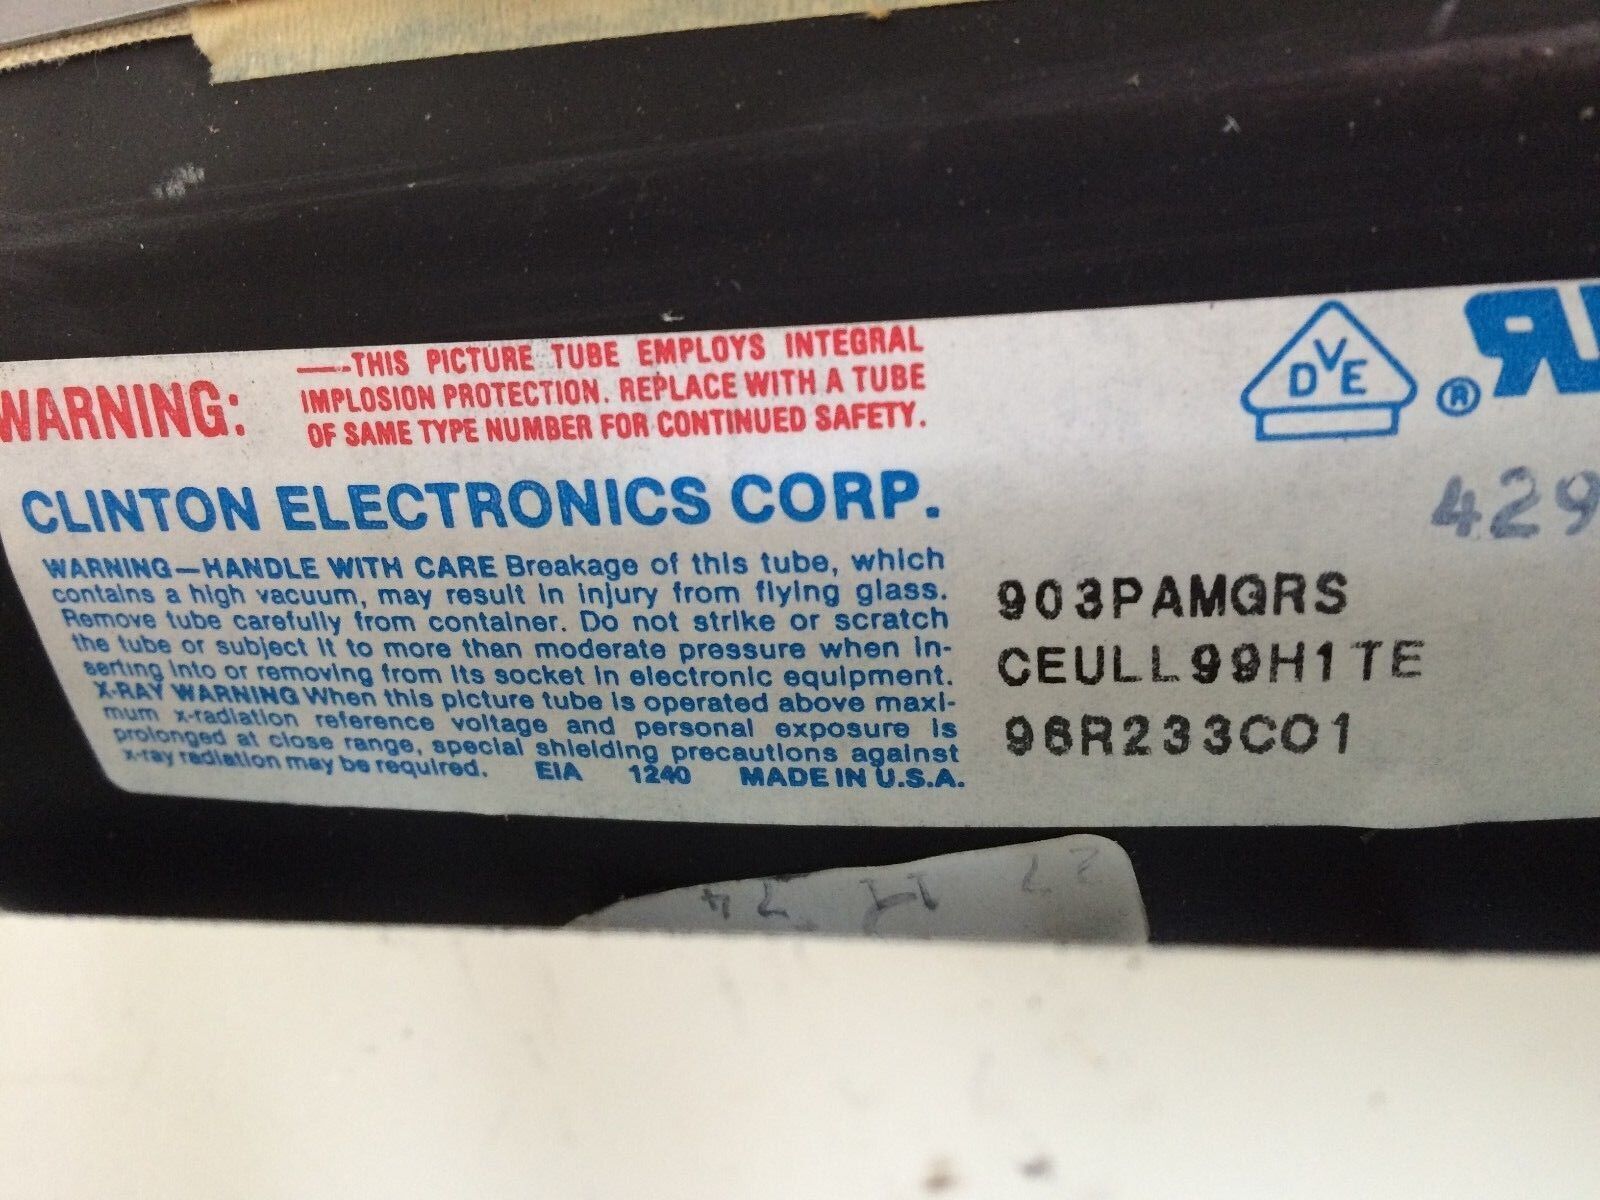 WARNING:
—-THIS PICTURE TUBE EMPLOYS INTEGRAL
IMPLOSION PROTECTION. REPLACE WITH A TUBE
OF SAME TYPE NUMBER FOR CONTINUED SAFETY.
DVE
®
CLINTON ELECTRONICS CORP.
429
WARNING—HANDLE WITH CARE Breakage of this tube, which
contains a high vacuum, may result in injury from flying glass.
Remove tube carefully from container. Do not strike or scratch
the tube or subject it to more than moderate pressure when in-
serting into or removing from its socket in electronic equipment.
X-RAY WARNING When this picture tube is operated above maxi-
mum x-radiation reference voltage and personal exposure is
prolonged at close range, special shielding precautions against
x-ray radiation may be required. EIA 1240 MADE IN U.S.A.
903PAMGRS
CEULL99H1TE
96R233CO1